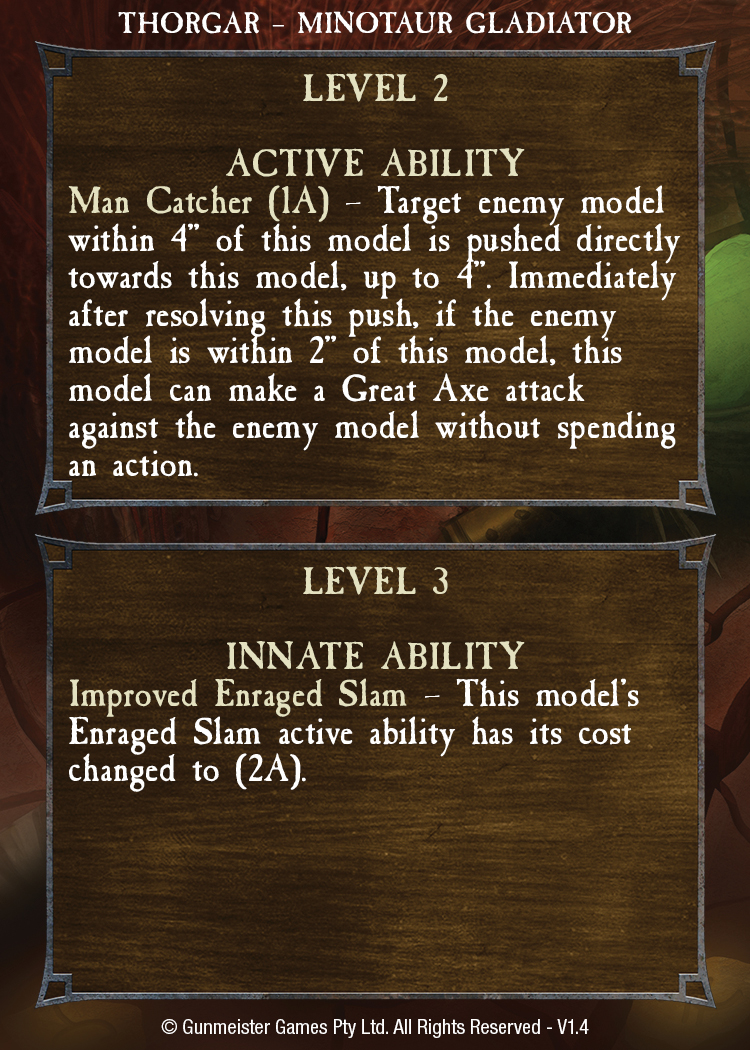 THORGAR – MINOTAUR GLADIATOR
LEVEL 2
ACTIVE ABILITY
Man Catcher (1A) – Target enemy model
within 4” of this model is pushed directly
towards this model, up to 4”. Immediately
after resolving this push, if the enemy
model is within 2” of this model, this
model can make a Great Axe attack
against the enemy model without spending
an action.
LEVEL 3
INNATE ABILITY
Improved Enraged Slam – This model’s
Enraged Slam active ability has its cost
changed to (2A).
© Gunmeister Games Pty Ltd. All Rights Reserved - V1.4